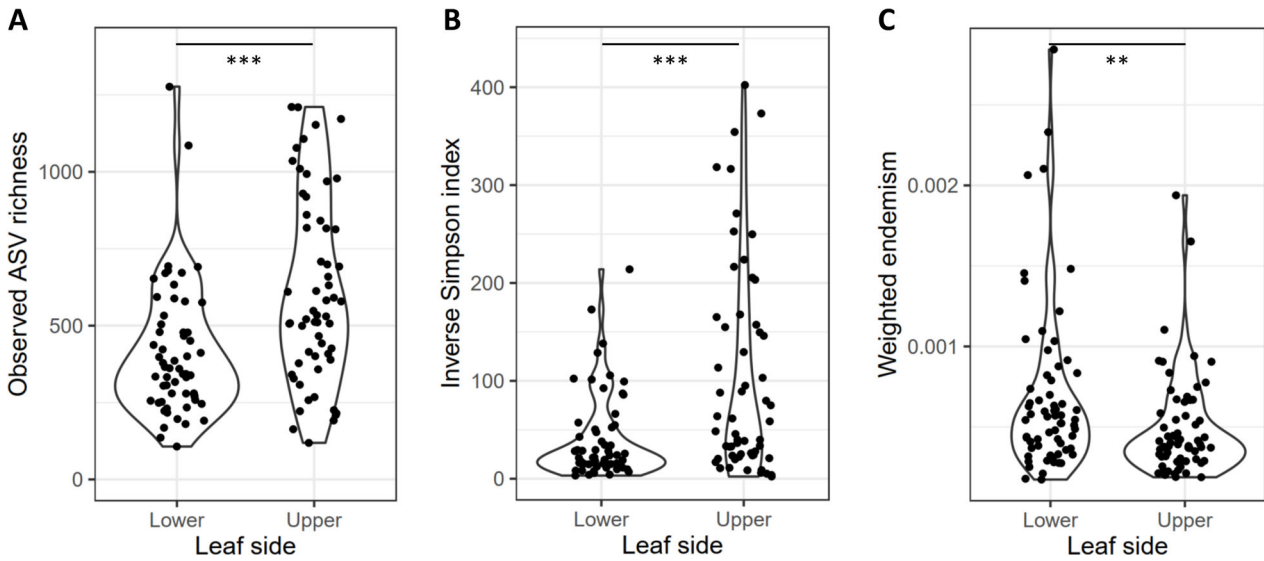 A
Observed ASV richness
1000
500
0
***
Lower
Upper
Leaf side
B
Inverse Simpson index
400
300
200
100
0
***
Lower
Upper
Leaf side
C
Weighted endemism
0.002
0.001
**
Lower
Upper
Leaf side